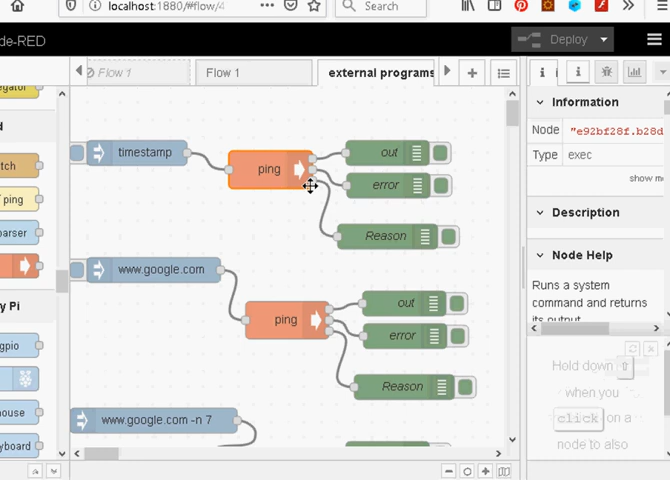 localhost:1880/#flow/4
Search
de-RED
Deploy
Flow 1
Flow 1
external programs
i
Information
Node "e92bf28f.b28d
Type exec
show m
Description
Node Help
Runs a system
command and returns
its output
Hold down
when you
click on a
node to also
egator
d
tch
ping
parser
y Pi
gpio
ouse
yboard
timestamp
ping
out
error
Reason
www.google.com
ping
out
error
Reason
www.google.com -n 7